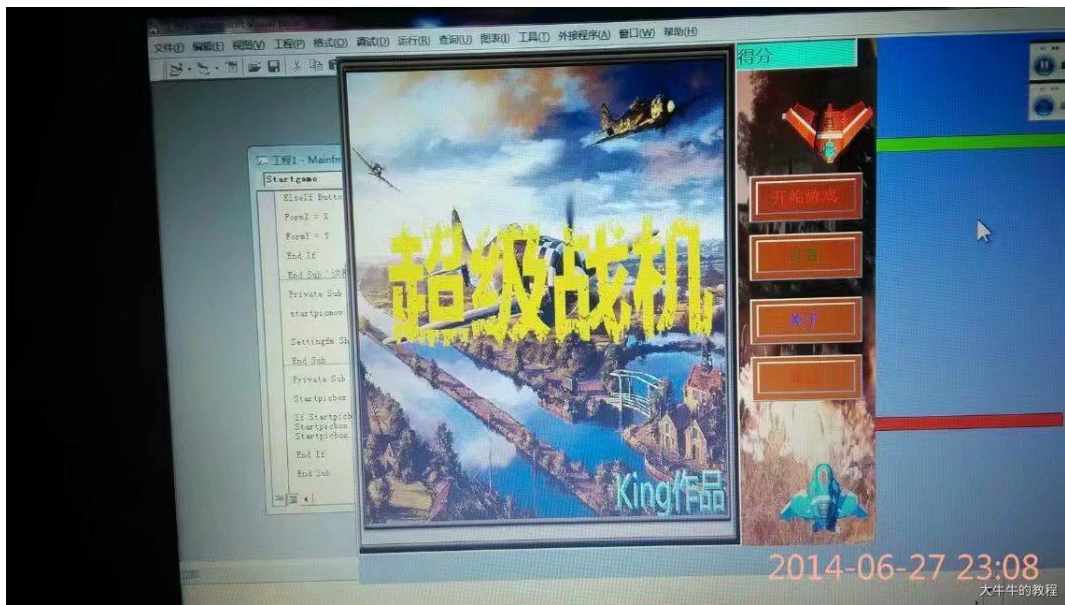 文件(F) 编辑(E) 视图(V) 工程(P) 格式(O) 调试(D) 运行(R) 查询(U) 图表(I) 工具(T) 外接程序(A) 窗口(W) 帮助(H)
得分
工程1 - Mainfm
Startgame
ElseIf Butto
FormX = X
FormY = Y
End If
End Sub
Private Sub
startpicmov
Settingfm Sh
End Sub
Private Sub
Startpicbox
If Startpicb
Startpicbox
Startpicbox.
End If
End Sub
开始游戏
关于
超级战机
King作品
2014-06-27 23:08
大牛牛的教程